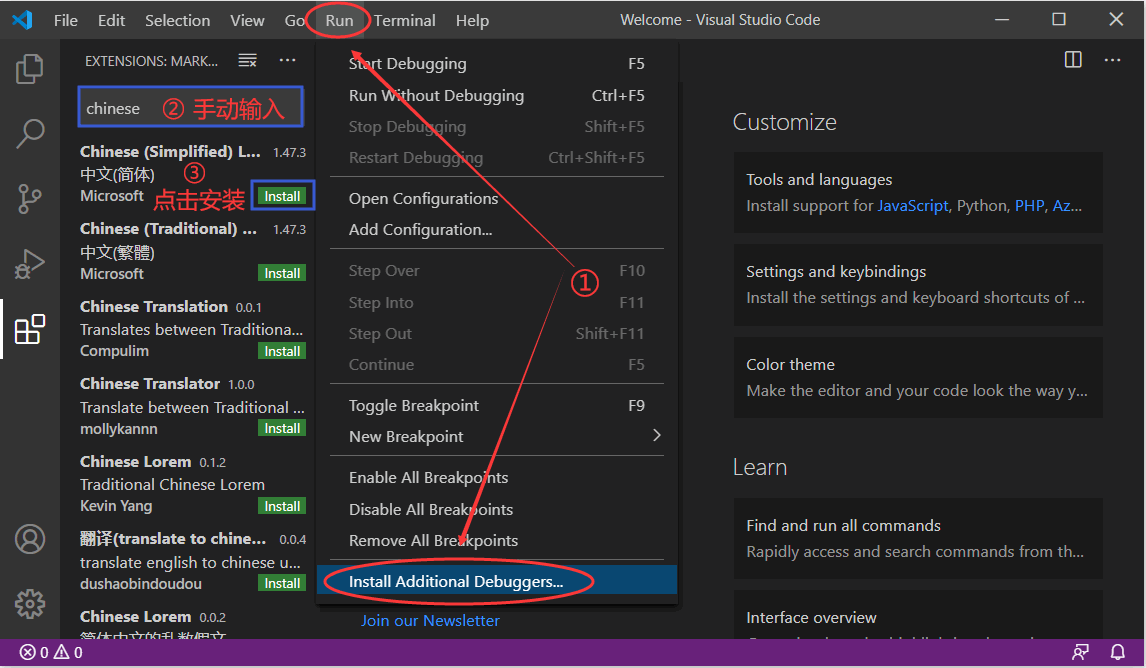 File Edit Selection View Go Run Terminal Help Welcome - Visual Studio Code
EXTENSIONS: MARK...
chinese ② 手动输入
Chinese (Simplified) L... 1.47.3
中文(简体) ③
Microsoft 点击安装 Install
Chinese (Traditional) ... 1.47.3
中文(繁體)
Microsoft Install
Chinese Translation 0.0.1
Translates between Traditiona...
Compulim Install
Chinese Translator 1.0.0
Translate between Traditional ...
mollykannn Install
Chinese Lorem 0.1.2
Traditional Chinese Lorem
Kevin Yang Install
翻译(translate to chine... 0.0.4
translate english to chinese u...
dushaobindoudou Install
Chinese Lorem 0.0.2
简体中文的乱数假文
Start Debugging F5
Run Without Debugging Ctrl+F5
Stop Debugging Shift+F5
Restart Debugging Ctrl+Shift+F5
Open Configurations
Add Configuration...
①
Step Over F10
Step Into F11
Step Out Shift+F11
Continue F5
Toggle Breakpoint F9
New Breakpoint
Enable All Breakpoints
Disable All Breakpoints
Remove All Breakpoints
Install Additional Debuggers...
Join our Newsletter
Customize
Tools and languages
Install support for JavaScript, Python, PHP, Az...
Settings and keybindings
Install the settings and keyboard shortcuts of ...
Color theme
Make the editor and your code look the way y...
Learn
Find and run all commands
Rapidly access and search commands from th...
Interface overview
0 0